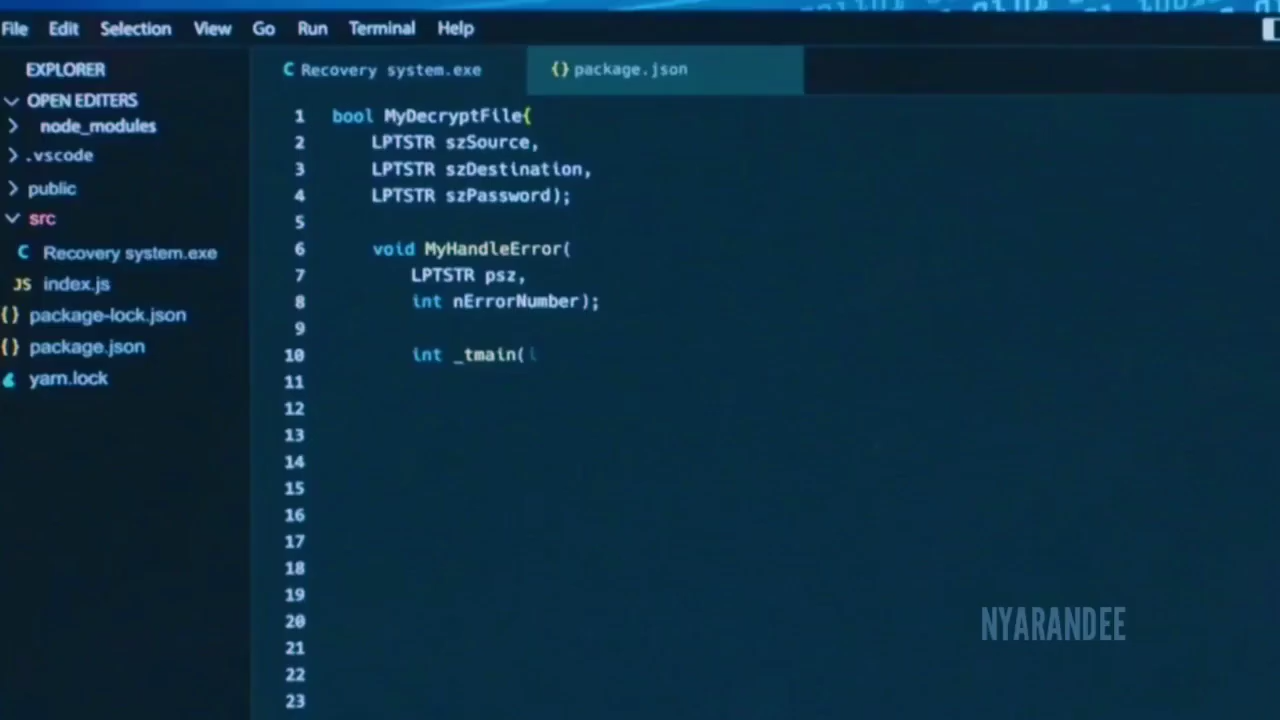 File Edit Selection View Go Run Terminal Help
EXPLORER
OPEN EDITERS
node_modules
.vscode
public
src
Recovery system.exe
JS index.js
{} package-lock.json
{} package.json
yarn.lock
C Recovery system.exe
{} package.json
1 bool MyDecryptFile{
2 LPTSTR szSource,
3 LPTSTR szDestination,
4 LPTSTR szPassword);
5
6 void MyHandleError(
7 LPTSTR psz,
8 int nErrorNumber);
9
10 int _tmain(
11
12
13
14
15
16
17
18
19
20
21
22
23
NYARANDEE